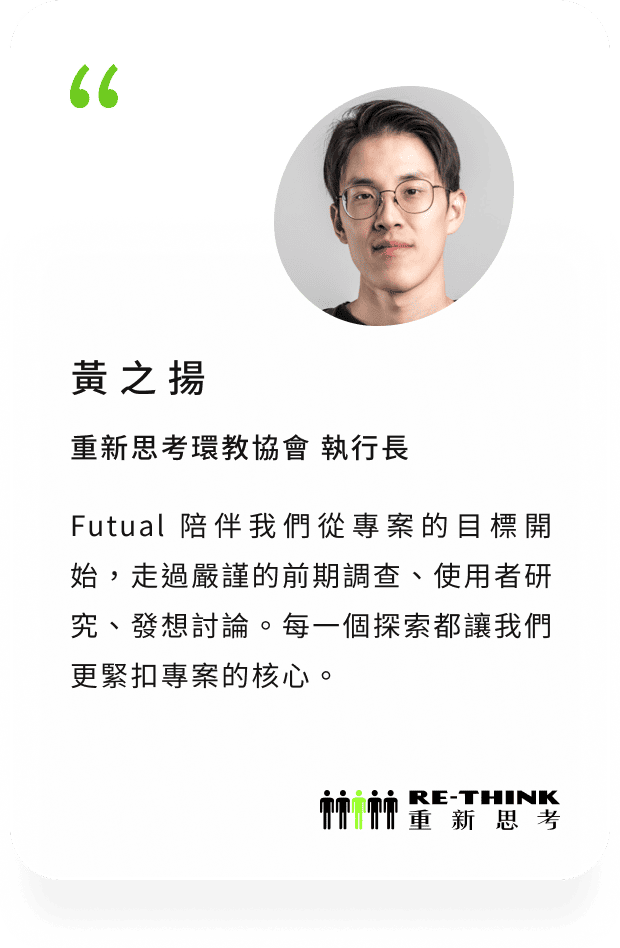 “
黃之揚
重新思考環教協會 執行長
Futual 陪伴我們從專案的目標開
始，走過嚴謹的前期調查、使用者研
究、發想討論。每一個探索都讓我們
更緊扣專案的核心。
RE-THINK
重新思考